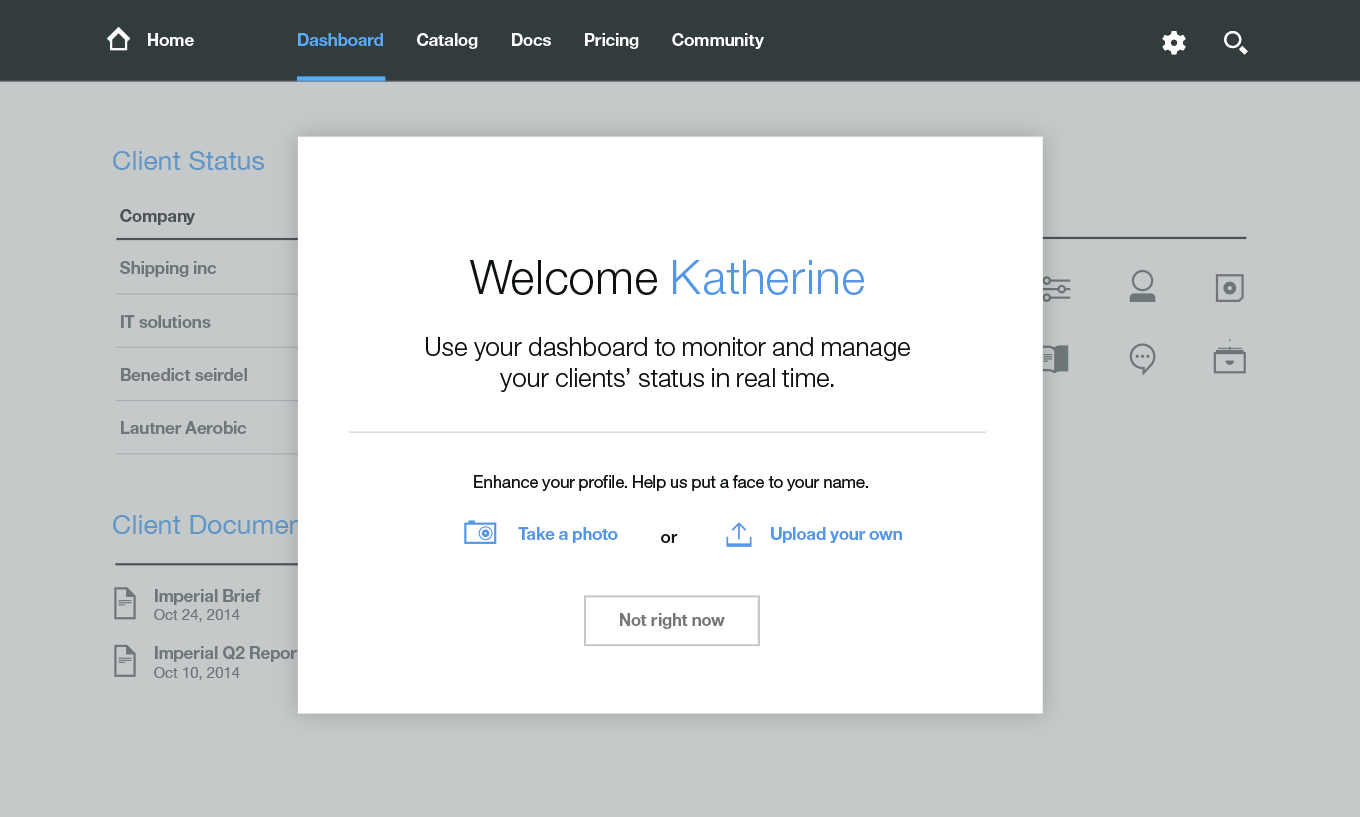 Home
Dashboard
Catalog
Docs
Pricing
Community
Client Status
Company
Shipping inc
IT solutions
Benedict seirdel
Lautner Aerobic
Client Documen
Imperial Brief
Oct 24, 2014
Imperial Q2 Repor
Oct 10, 2014
Welcome Katherine
Use your dashboard to monitor and manage
your clients’ status in real time.
Enhance your profile. Help us put a face to your name.
Take a photo
or
Upload your own
Not right now